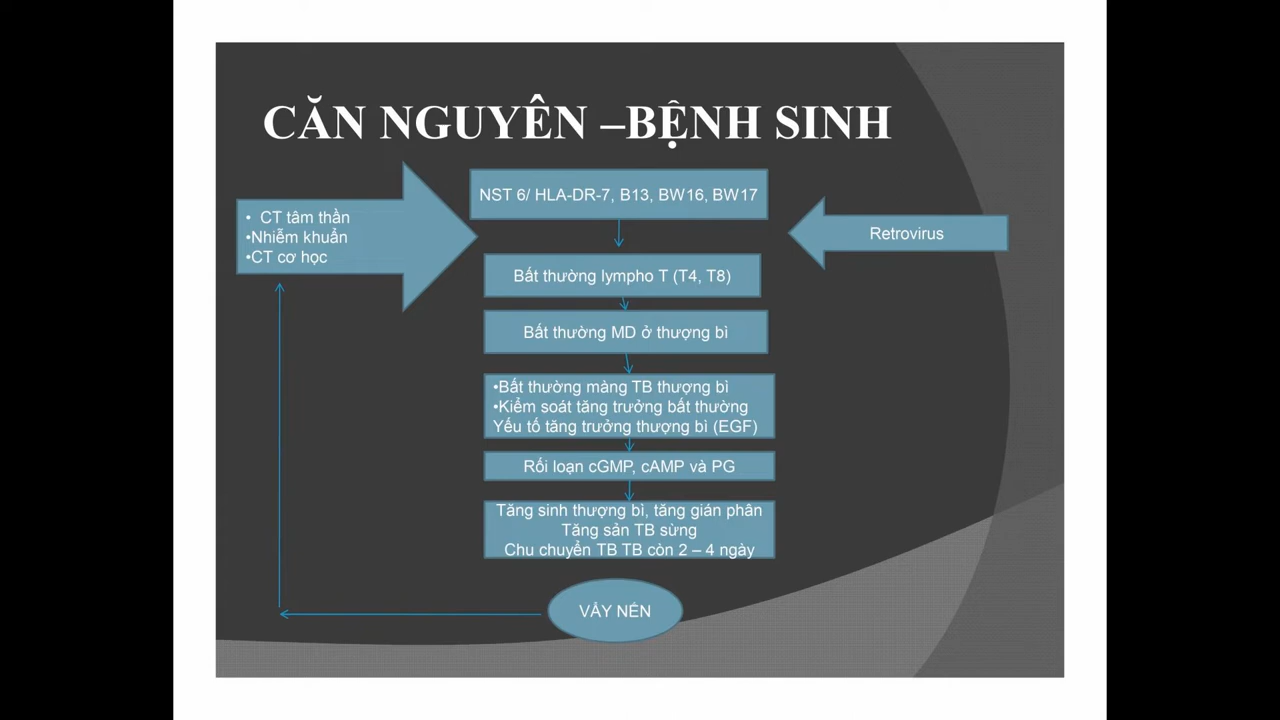 CĂN NGUYÊN –BỆNH SINH
• CT tâm thần
•Nhiễm khuẩn
•CT cơ học
NST 6/ HLA-DR-7, B13, BW16, BW17
Retrovirus
Bất thường lympho T (T4, T8)
Bất thường MD ở thượng bì
•Bất thường màng TB thượng bì
•Kiểm soát tăng trưởng bất thường
Yếu tố tăng trưởng thượng bì (EGF)
Rối loạn cGMP, cAMP và PG
Tăng sinh thượng bì, tăng gián phân
Tăng sản TB sừng
Chu chuyển TB TB còn 2 – 4 ngày
VẢY NẾN